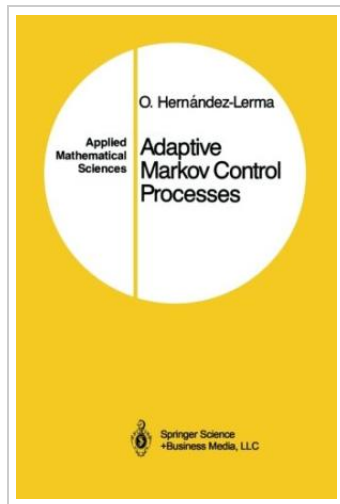 O. Hernández-Lerma
Applied
Mathematical
Sciences
Adaptive
Markov Control
Processes
Springer Science
+Business Media, LLC